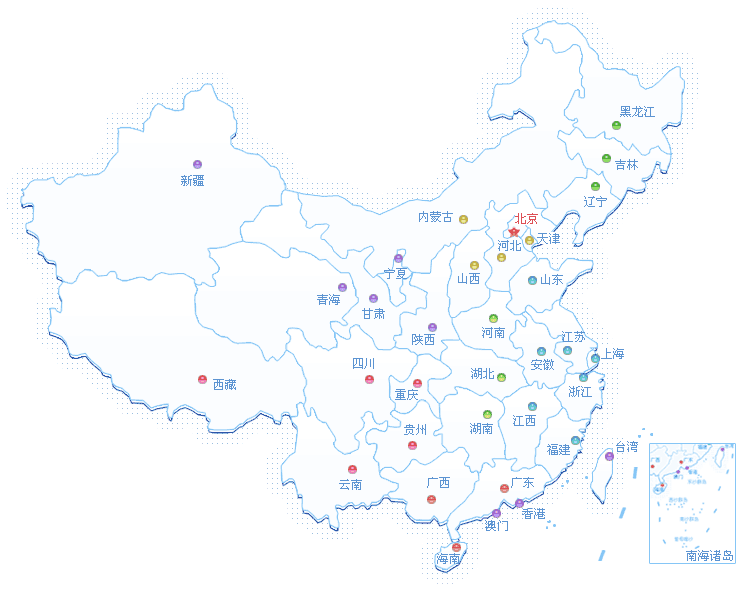 黑龙江
吉林
新疆
辽宁
内蒙古
北京
天津
河北
宁夏
山西
山东
青海
甘肃
河南
陕西
江苏
上海
安徽
四川
湖北
西藏
重庆
浙江
江西
湖南
贵州
福建
台湾
云南
广西
广东
香港
澳门
海南
南海诸岛